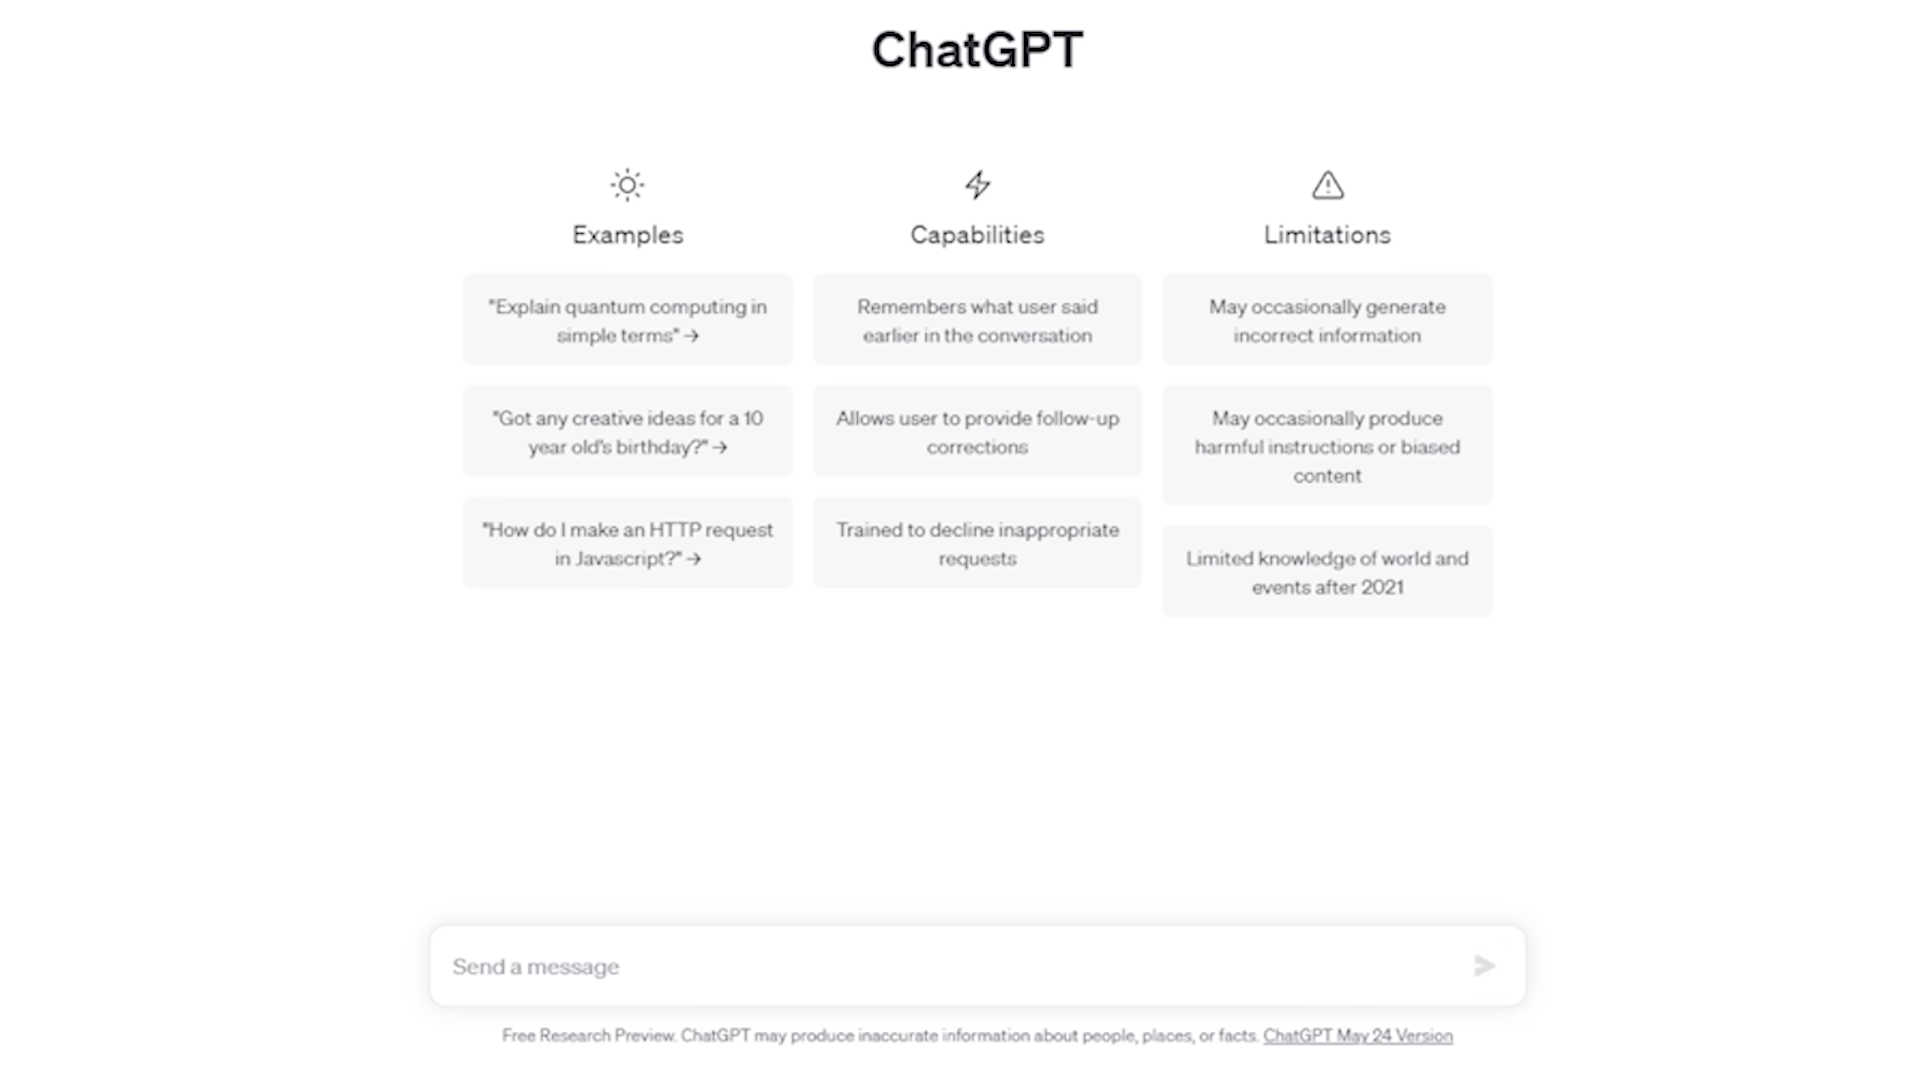 ChatGPT
Examples
"Explain quantum computing in
simple terms" →
"Got any creative ideas for a 10
year old's birthday?" →
"How do I make an HTTP request
in Javascript?" →
Capabilities
Remembers what user said
earlier in the conversation
Allows user to provide follow-up
corrections
Trained to decline inappropriate
requests
Limitations
May occasionally generate
incorrect information
May occasionally produce
harmful instructions or biased
content
Limited knowledge of world and
events after 2021
Send a message
Free Research Preview. ChatGPT may produce inaccurate information about people, places, or facts. ChatGPT May 24 Version